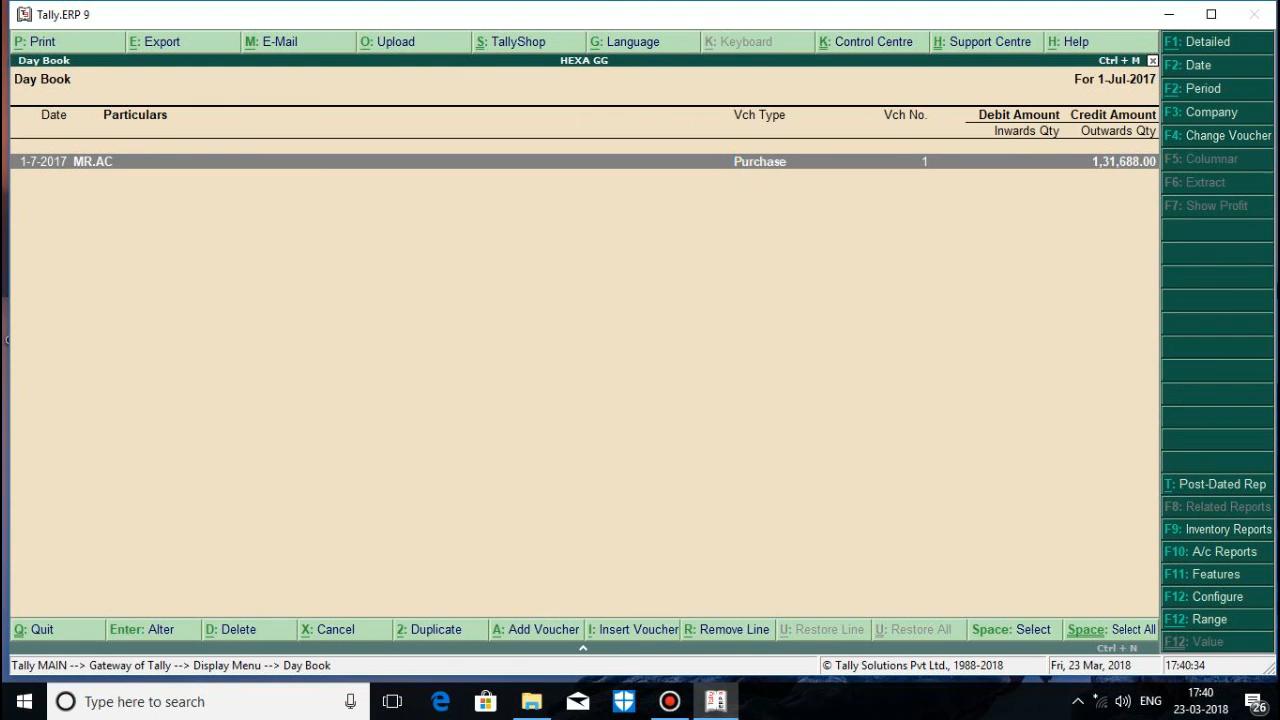 Tally.ERP 9
P: Print E: Export M: E-Mail O: Upload S: TallyShop G: Language K: Keyboard K: Control Centre H: Support Centre H: Help
Day Book HEXA GG Ctrl + M
Day Book For 1-Jul-2017
Date Particulars Vch Type Vch No. Debit Amount Credit Amount
Inwards Qty Outwards Qty
1-7-2017 MR.AC Purchase 1 1,31,688.00
F1: Detailed
F2: Date
F2: Period
F3: Company
F4: Change Voucher
F5: Columnar
F6: Extract
F7: Show Profit
T: Post-Dated Rep
F8: Related Reports
F9: Inventory Reports
F10: A/c Reports
F11: Features
F12: Configure
F12: Range
F12: Value
Q: Quit Enter: Alter D: Delete X: Cancel 2: Duplicate A: Add Voucher I: Insert Voucher R: Remove Line U: Restore Line U: Restore All Space: Select Space: Select All
Ctrl + N
Tally MAIN --> Gateway of Tally --> Display Menu --> Day Book © Tally Solutions Pvt Ltd., 1988-2018 Fri, 23 Mar, 2018 17:40:34
Type here to search ENG 17:40
23-03-2018 26